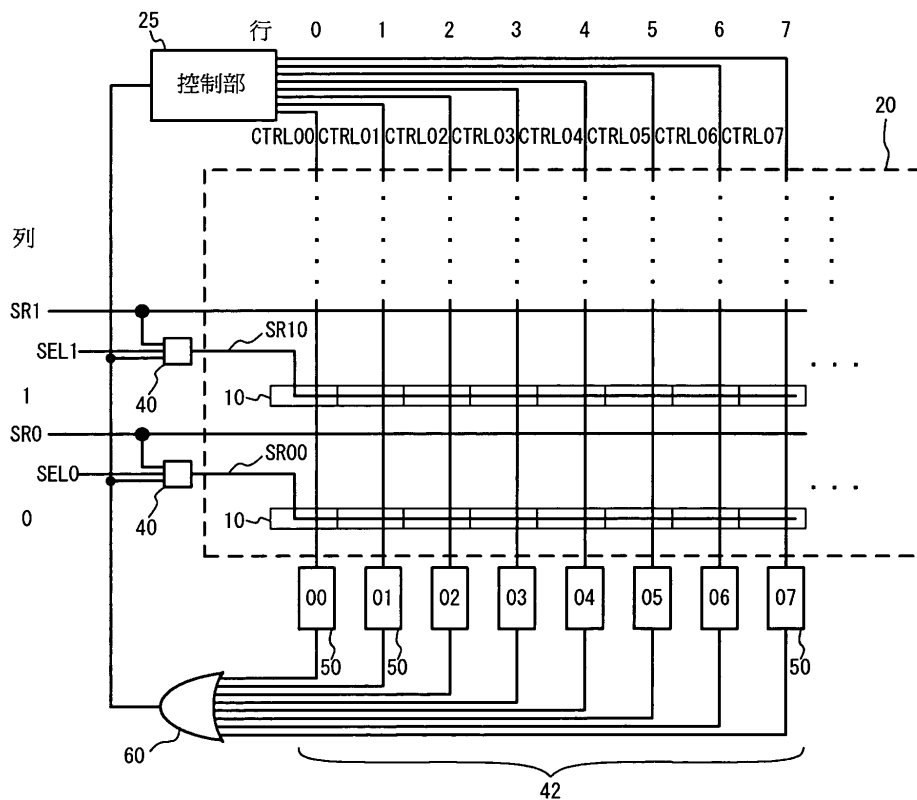 25
行 0 1 2 3 4 5 6 7
控制部
CTRL00 CTRL01 CTRL02 CTRL03 CTRL04 CTRL05 CTRL06 CTRL07
20
列
SR1
SR10
SEL1
40
1
10
SR0
SR00
SEL0
40
0
10
00 01 02 03 04 05 06 07
50 50 50
60
42